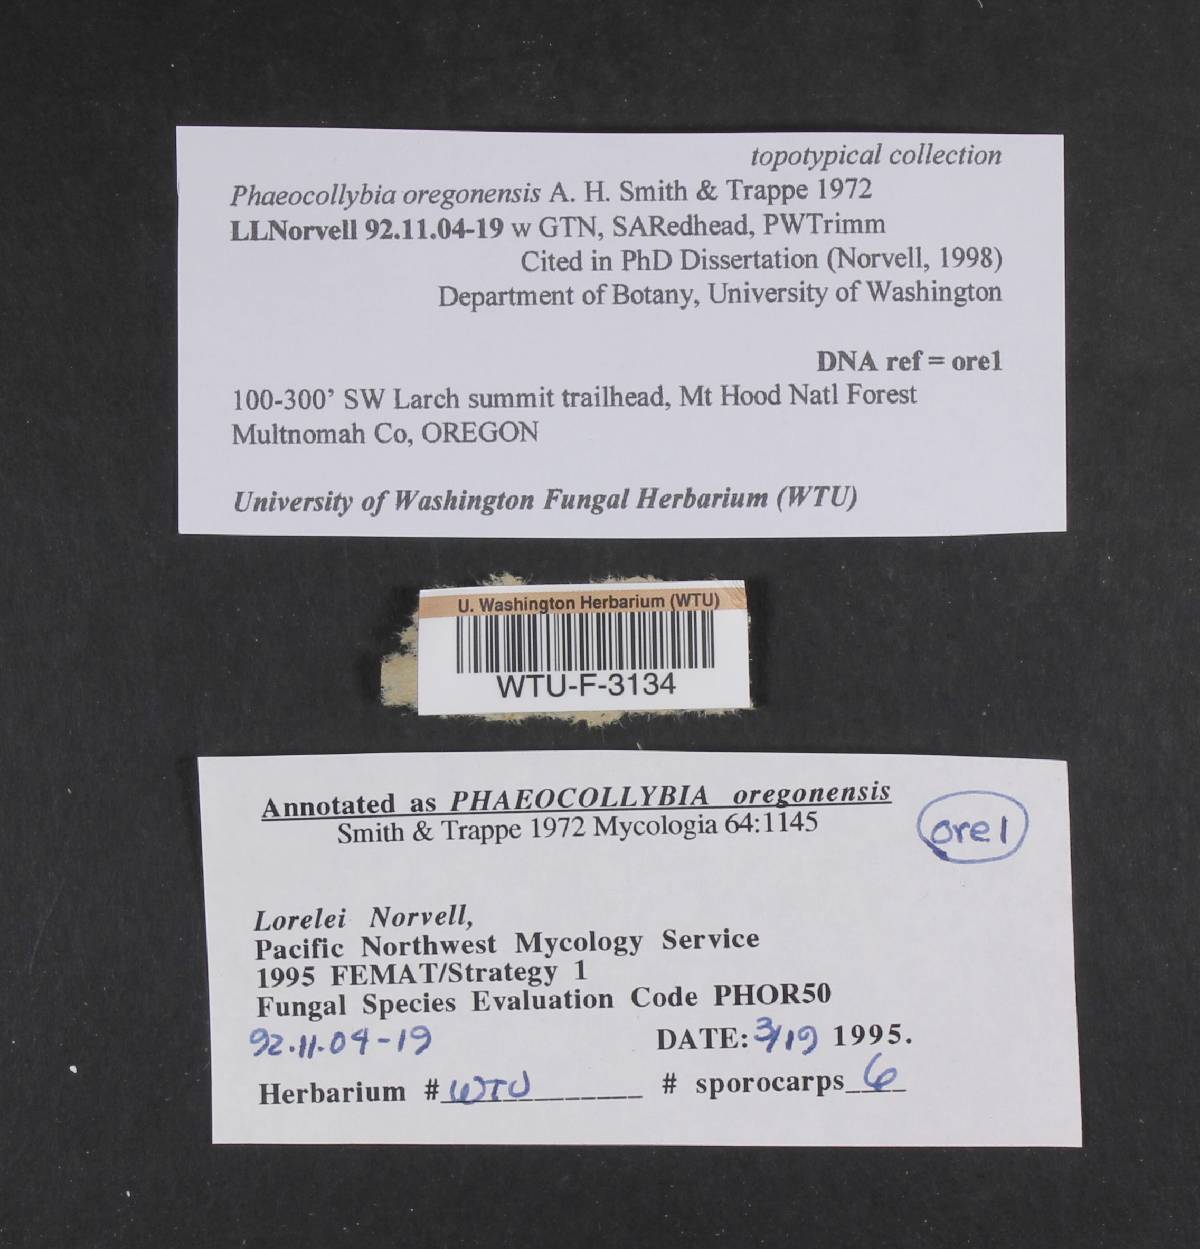 topotypical collection
Phaeocollybia oregonensis A. H. Smith & Trappe 1972
LLNorvell 92.11.04-19 w GTN, SARedhead, PWTrimm
Cited in PhD Dissertation (Norvell, 1998)
Department of Botany, University of Washington
DNA ref = ore1
100-300’ SW Larch summit trailhead, Mt Hood Natl Forest
Multnomah Co, OREGON
University of Washington Fungal Herbarium (WTU)
U. Washington Herbarium (WTU)
WTU-F-3134
Annotated as PHAEOCOLLYBIA oregonensis
Smith & Trappe 1972 Mycologia 64:1145
ore1
Lorelei Norvell,
Pacific Northwest Mycology Service
1995 FEMAT/Strategy 1
Fungal Species Evaluation Code PHOR50
92.11.04-19 DATE: 3/19 1995.
Herbarium # WTU # sporocarps 6